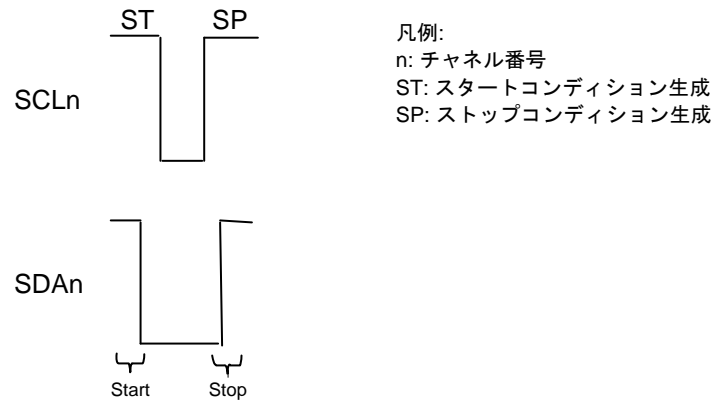 ST SP
SCLn
SDAn
Start Stop
凡例:
n: チャネル番号
ST: スタートコンディション生成
SP: ストップコンディション生成